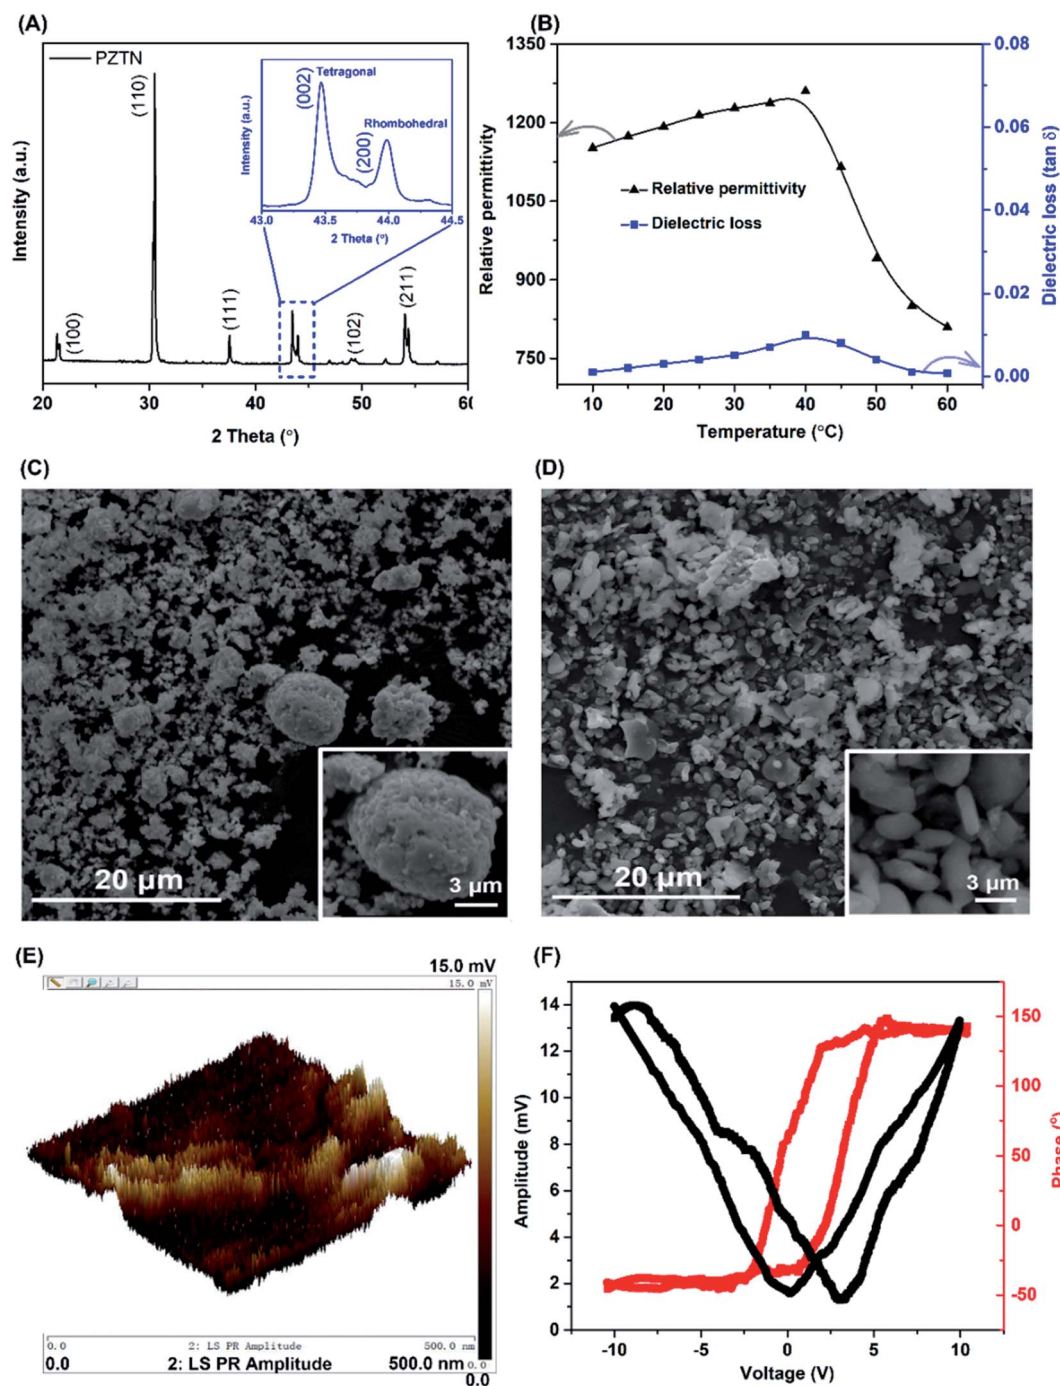 (A)
PZTN
(110)
(100)
(111)
(102)
(211)
Intensity (a.u.)
20 30 40 50 60
2 Theta (°)
Tetragonal
(002)
Rhombohedral
(200)
Intensity (a.u.)
43.0 43.5 44.0 44.5
2 Theta (°)
(B)
1350
1200
1050
900
750
Relative permittivity
Relative permittivity
Dielectric loss
0.08
0.06
0.04
0.02
0.00
Dielectric loss (tan δ)
10 20 30 40 50 60
Temperature (°C)
(C)
20 µm
3 µm
(D)
20 µm
3 µm
(E)
15.0 mV
15.0 mV
0.0 2: LS PR Amplitude 500.0 nm 0.0
0.0 2: LS PR Amplitude 500.0 nm
0.0
(F)
14
12
10
8
6
4
2
0
Amplitude (mV)
150
100
50
0
-50
Phase (°)
-10 -5 0 5 10
Voltage (V)